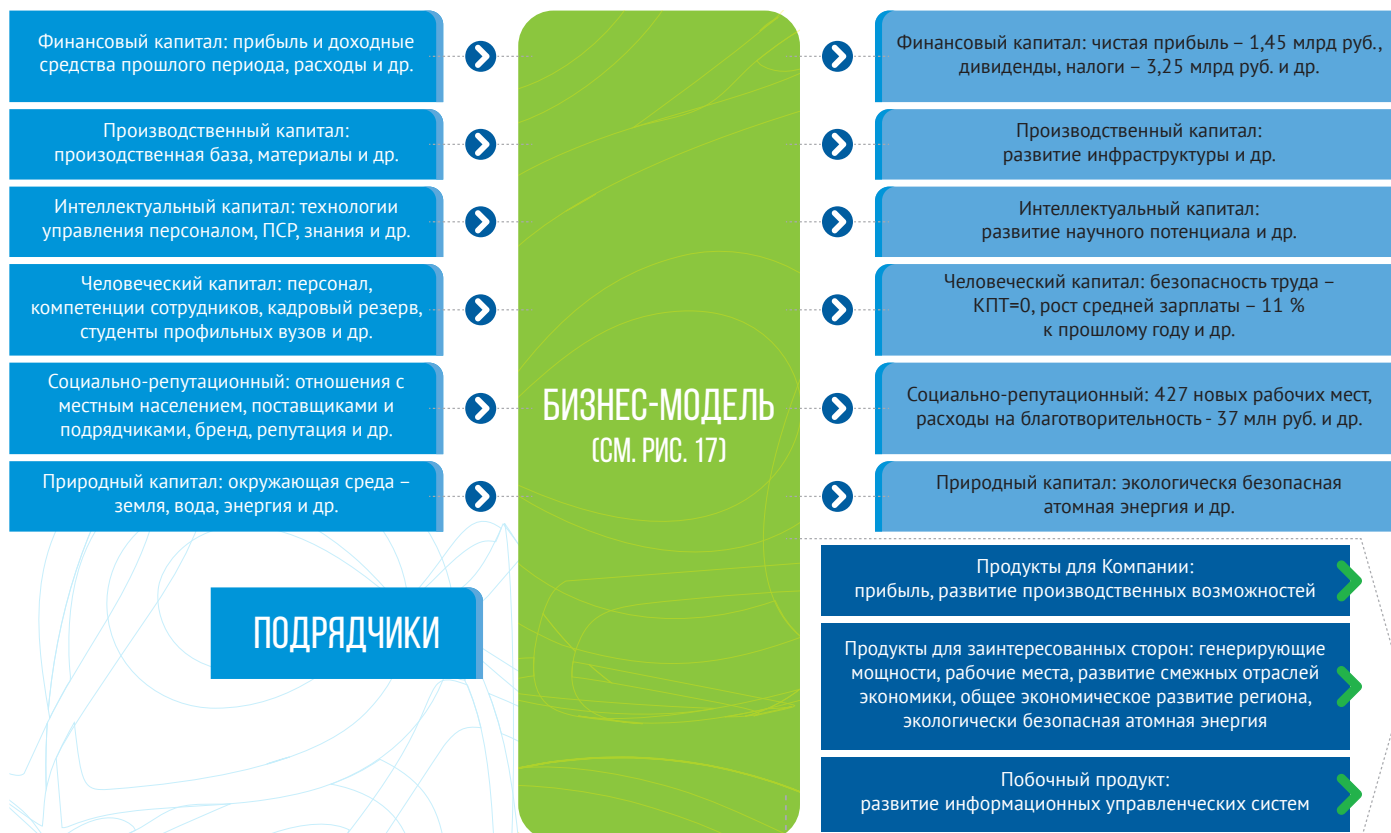 Финансовый капитал: прибыль и доходные
средства прошлого периода, расходы и др.
Производственный капитал:
произодственная база, материалы и др.
Интеллектуальный капитал: технологии
управления персоналом, ПСР, знания и др.
Человеческий капитал: персонал,
компетенции сотрудников, кадровый резерв,
студенты профильных вузов и др.
Социально-репутационный: отношения с
местным населением, поставщиками и
подрядчиками, бренд, репутация и др.
Природный капитал: окружающая среда –
земля, вода, энергия и др.
ПОДРЯДЧИКИ
БИЗНЕС-МОДЕЛЬ
(СМ. РИС. 17)
Финансовый капитал: чистая прибыль – 1,45 млрд руб.,
дивиденды, налоги – 3,25 млрд руб. и др.
Производственный капитал:
развитие инфраструктуры и др.
Интеллектуальный капитал:
развитие научного потенциала и др.
Человеческий капитал: безопасность труда –
КПТ=0, рост средней зарплаты – 11 %
к прошлому году и др.
Социально-репутационный: 427 новых рабочих мест,
расходы на благотворительность - 37 млн руб. и др.
Природный капитал: экологическя безопасная
атомная энергия и др.
Продукты для Компании:
прибыль, развитие производственных возможностей
Продукты для заинтересованных сторон: генерирующие
мощности, рабочие места, развитие смежных отраслей
экономики, общее экономическое развитие региона,
экологически безопасная атомная энергия
Побочный продукт:
развитие информационных управленческих систем